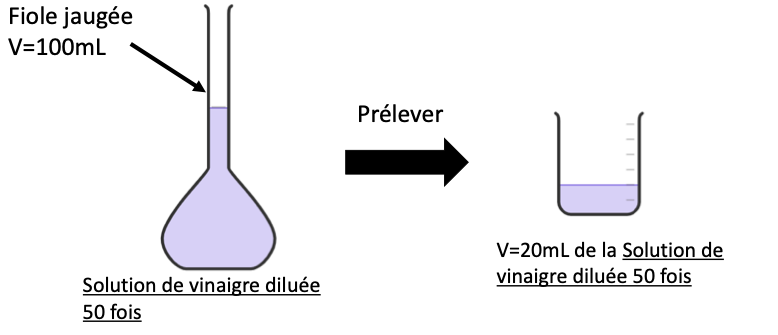 Fiole jaugée
V=100mL
Prélever
Solution de vinaigre diluée
50 fois
V=20mL de la Solution de
vinaigre diluée 50 fois